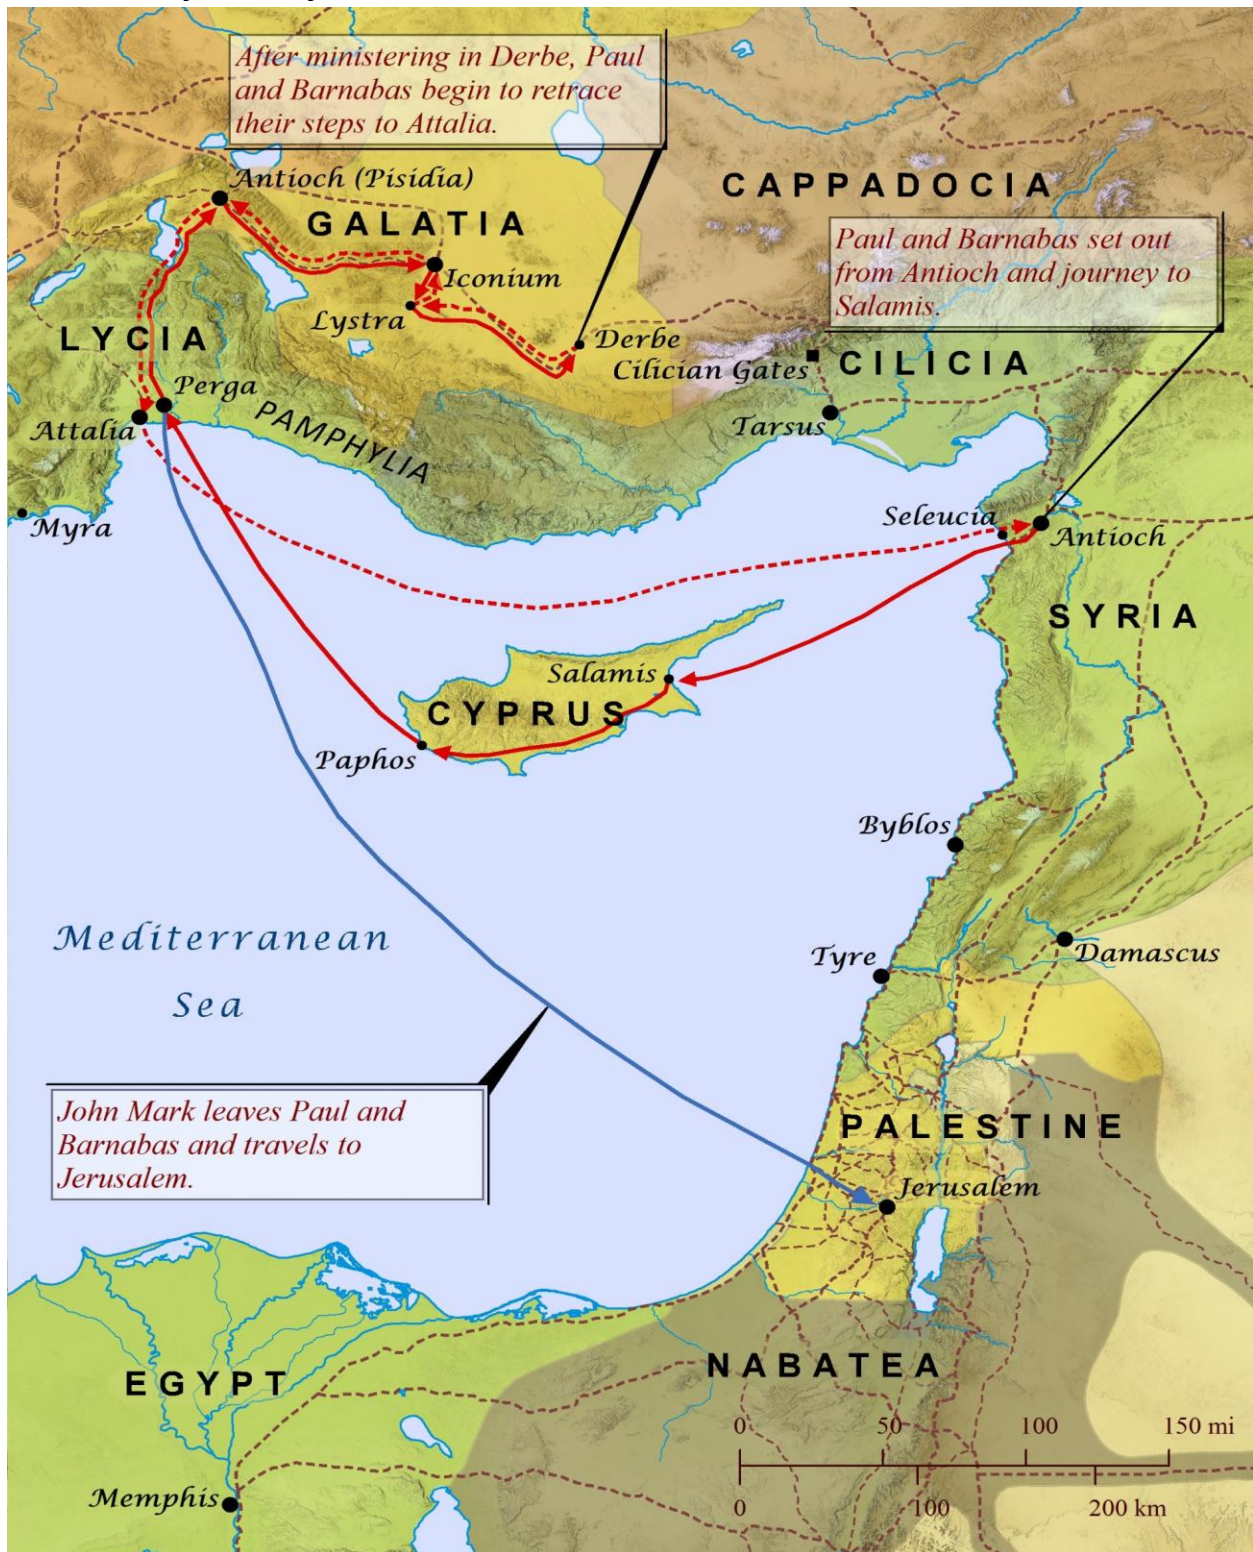 After ministering in Derbe, Paul
and Barnabas begin to retrace
their steps to Attalia.
Antioch (Pisidia)
CAPPADOCIA
GALATIA
Paul and Barnabas set out
from Antioch and journey to
Salamis.
Iconium
Lystra
LYCIA
Derbe
Cilician Gates
CILICIA
Perga
PAMPHYLIA
Attalia
Tarsus
Myra
Seleucia
Antioch
SYRIA
Salamis
CYPRUS
Paphos
Byblos
Mediterranean
Sea
Tyre
Damascus
John Mark leaves Paul and
Barnabas and travels to
Jerusalem.
PALESTINE
Jerusalem
NABATEA
EGYPT
0 50 100 150 mi
0 100 200 km
Memphis